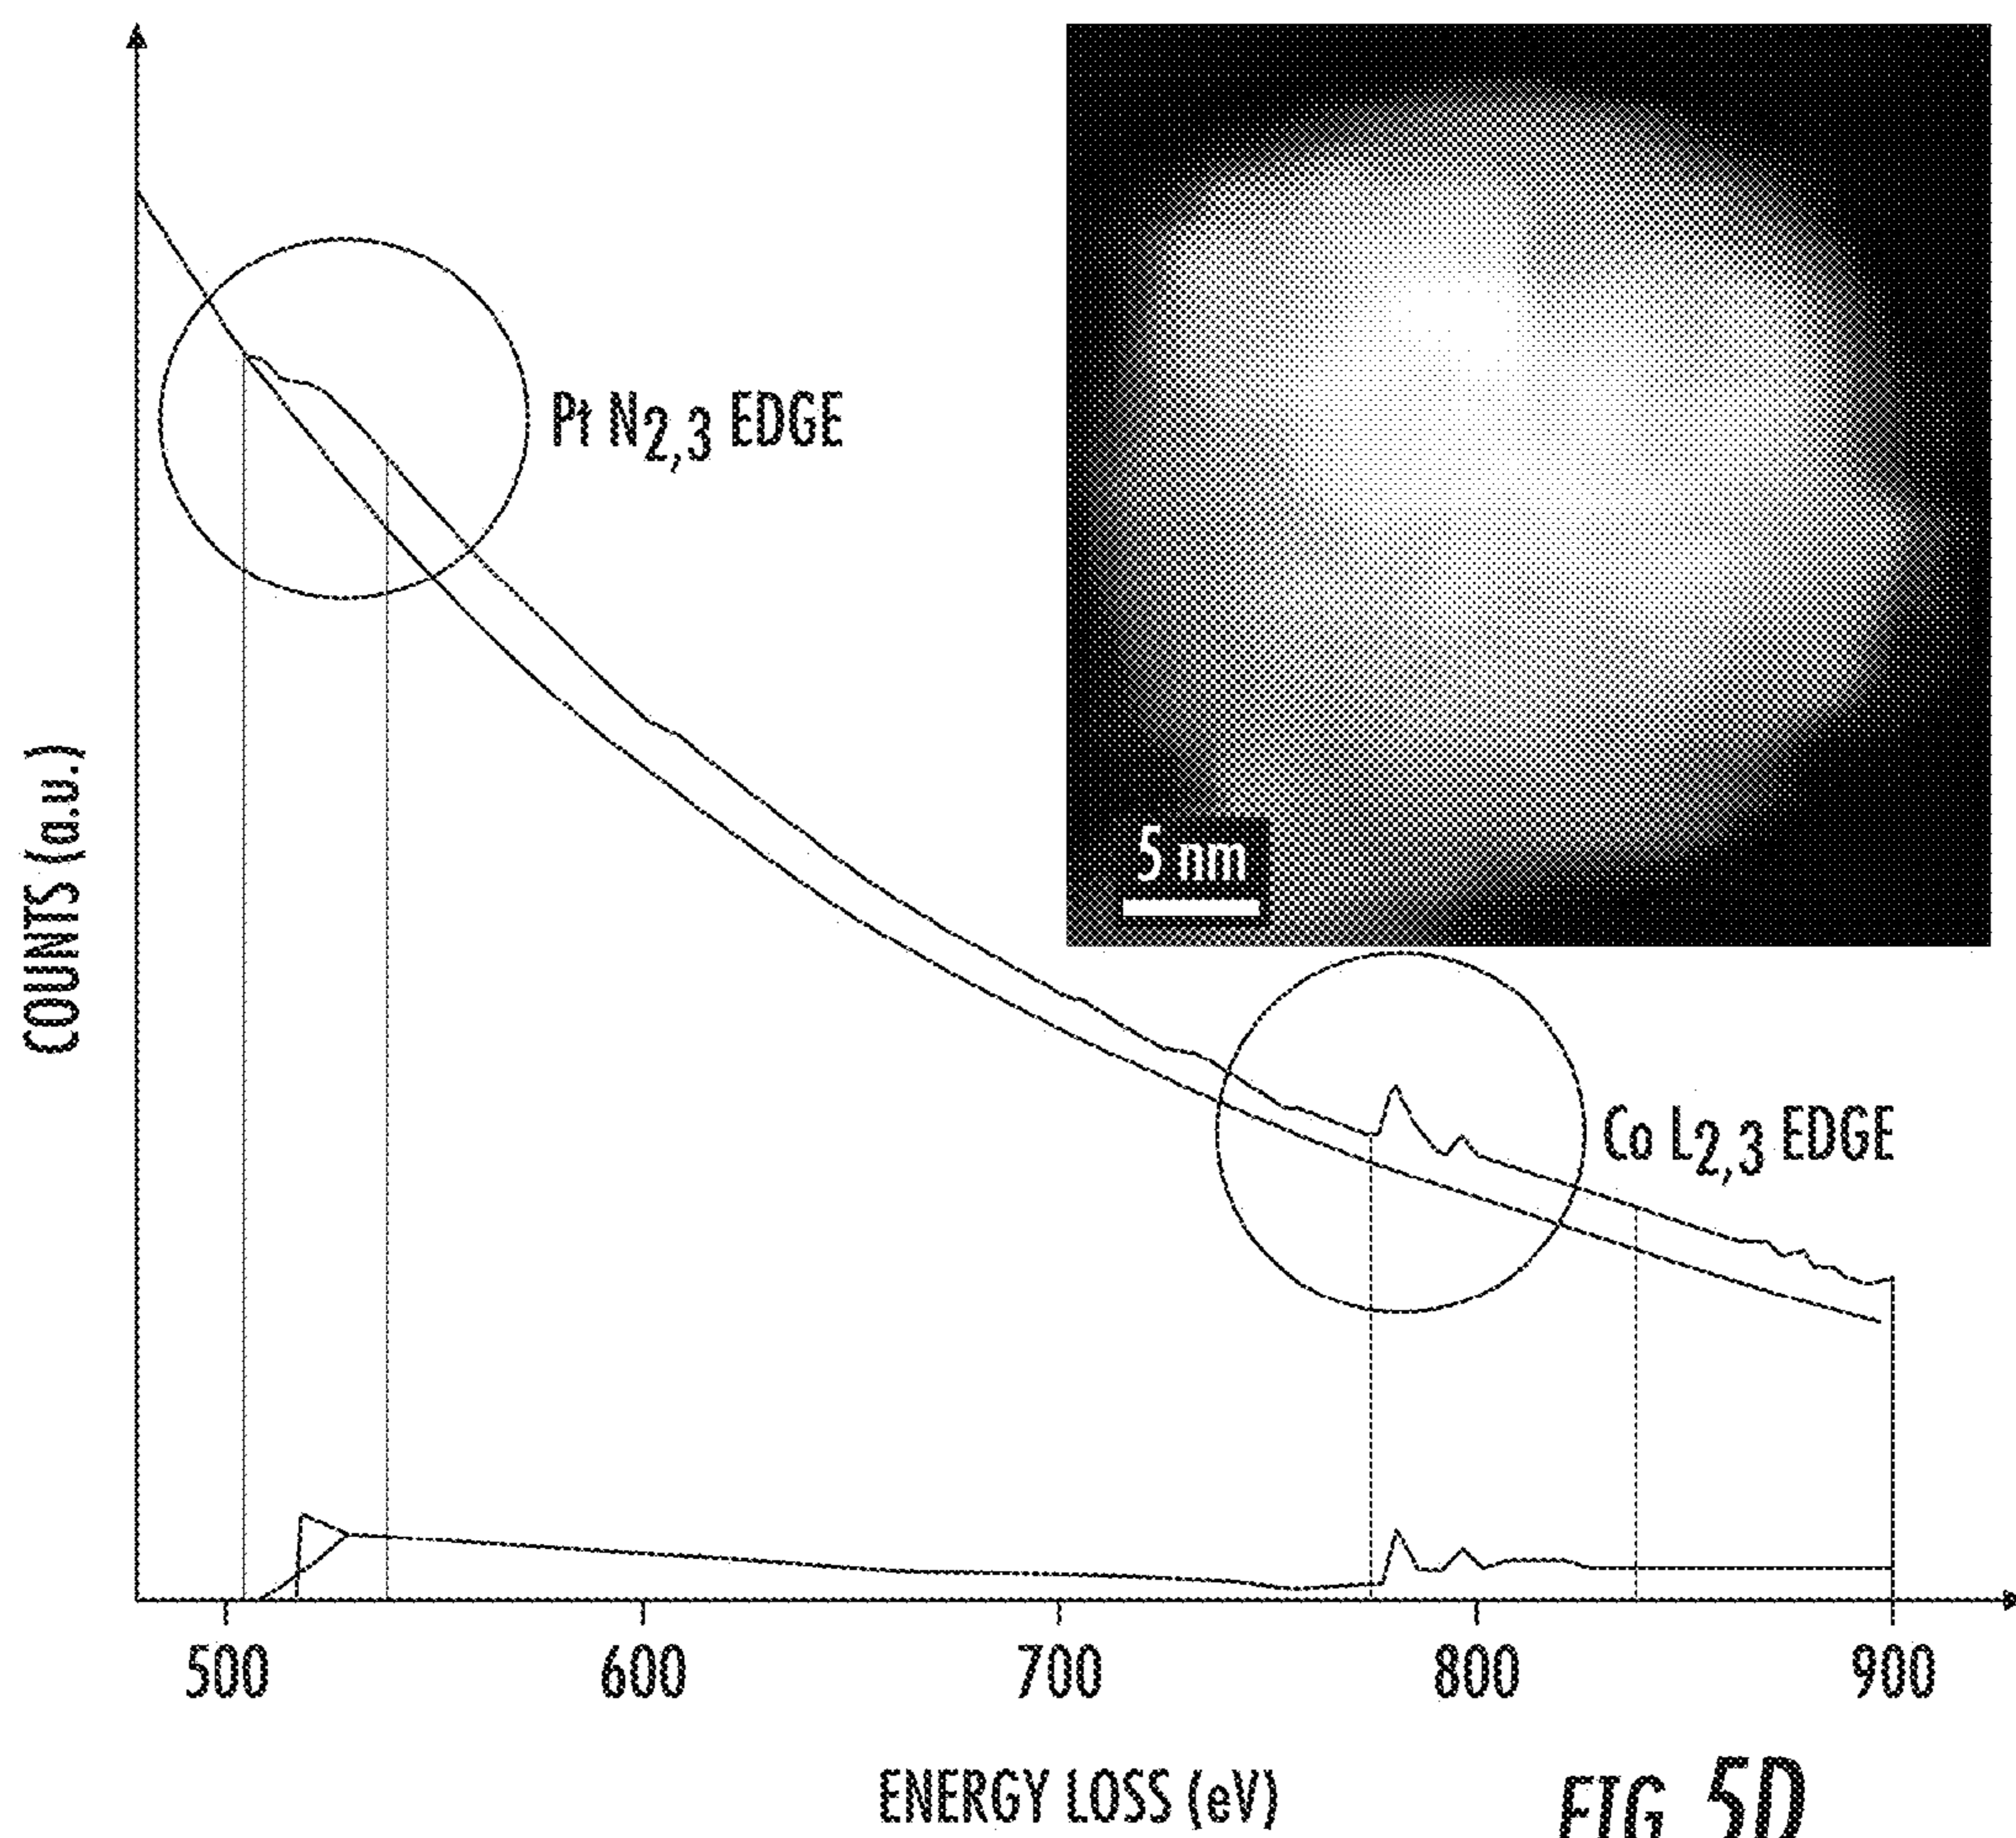 Pt N2,3 EDGE
5 nm
COUNTS (a.u.)
Co L2,3 EDGE
500 600 700 800 900
ENERGY LOSS (eV)
FIG. 5D